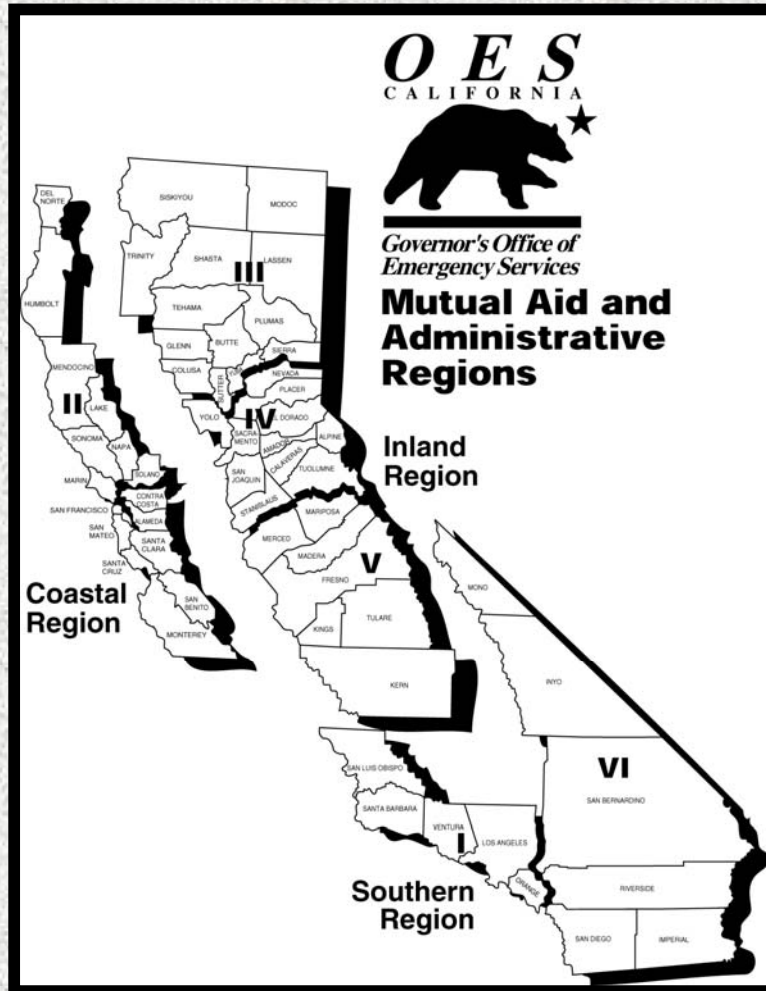 OES
CALIFORNIA
Governor's Office of
Emergency Services
Mutual Aid and
Administrative
Regions
DEL
NORTE
SISKIYOU
MODOC
HUMBOLT
TRINITY
SHASTA
LASSEN
III
TEHAMA
PLUMAS
GLENN
BUTTE
SIERRA
COLUSA
BUTTER
YUBA
NEVADA
PLACER
MENDOCINO
II
LAKE
SONOMA
NAPA
YOLO
IV
EL DORADO
SACRA-
MENTO
AMADOR
ALPINE
CALAVERAS
SAN
JOAQUIN
TUOLUMNE
Inland
Region
MARIN
SOLANO
CONTRA
COSTA
SAN FRANCISCO
ALAMEDA
SAN
MATEO
SANTA
CLARA
SANTA
CRUZ
STANISLAUS
MARIPOSA
MERCED
MADERA
V
FRESNO
Coastal
Region
SAN
BENITO
MONTEREY
KINGS
TULARE
KERN
MONO
INYO
VI
SAN BERNARDINO
SAN LUIS OBISPO
SANTA BARBARA
VENTURA
I
LOS ANGELES
ORANGE
RIVERSIDE
Southern
Region
SAN DIEGO
IMPERIAL